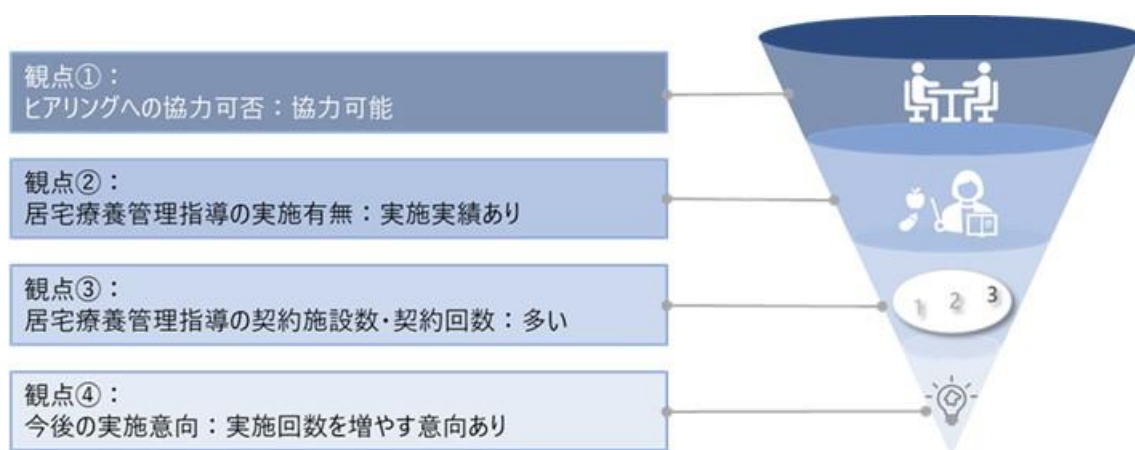 観点①：
ヒアリングへの協力可否：協力可能
観点②：
居宅療養管理指導の実施有無：実施実績あり
観点③：
居宅療養管理指導の契約施設数・契約回数：多い
1 2 3
観点④：
今後の実施意向：実施回数を増やす意向あり